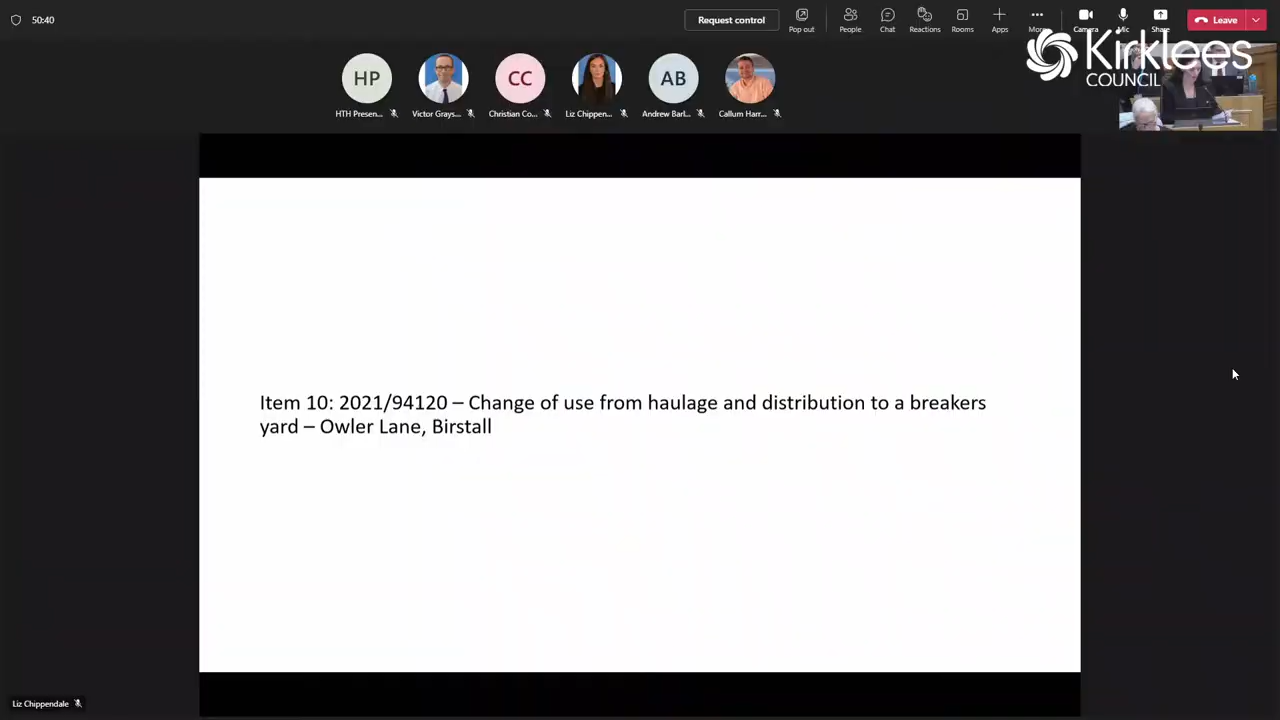 50:40
Request control
Pop out
People
Chat
Reactions
Rooms
Apps
More
Camera
Mic
Share
Leave
Kirklees
COUNCIL
HP
CC
AB
HTH Presen...
Victor Grays...
Christian Co...
Liz Chippen...
Andrew Barl...
Callum Harr...
Item 10: 2021/94120 – Change of use from haulage and distribution to a breakers
yard – Owler Lane, Birstall
Liz Chippendale